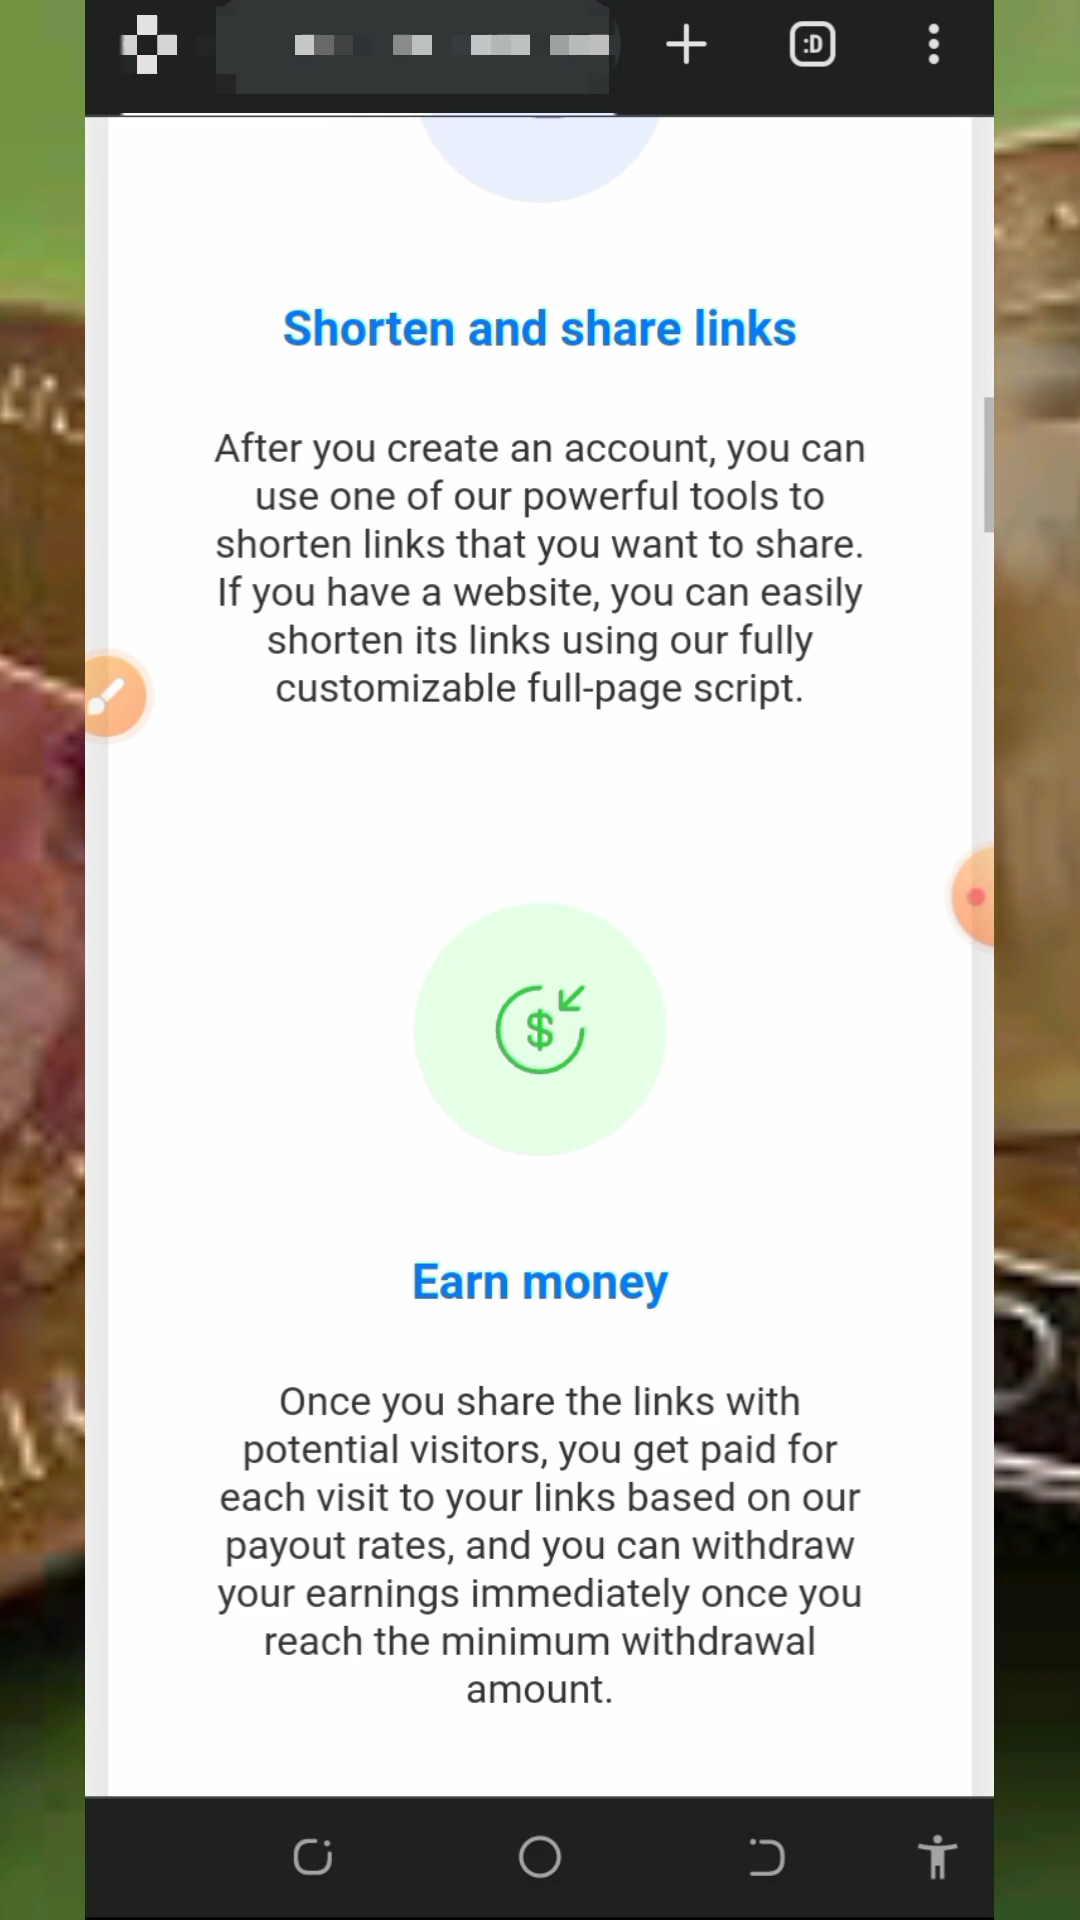 :D
Shorten and share links
After you create an account, you can
use one of our powerful tools to
shorten links that you want to share.
If you have a website, you can easily
shorten its links using our fully
customizable full-page script.
$
Earn money
Once you share the links with
potential visitors, you get paid for
each visit to your links based on our
payout rates, and you can withdraw
your earnings immediately once you
reach the minimum withdrawal
amount.